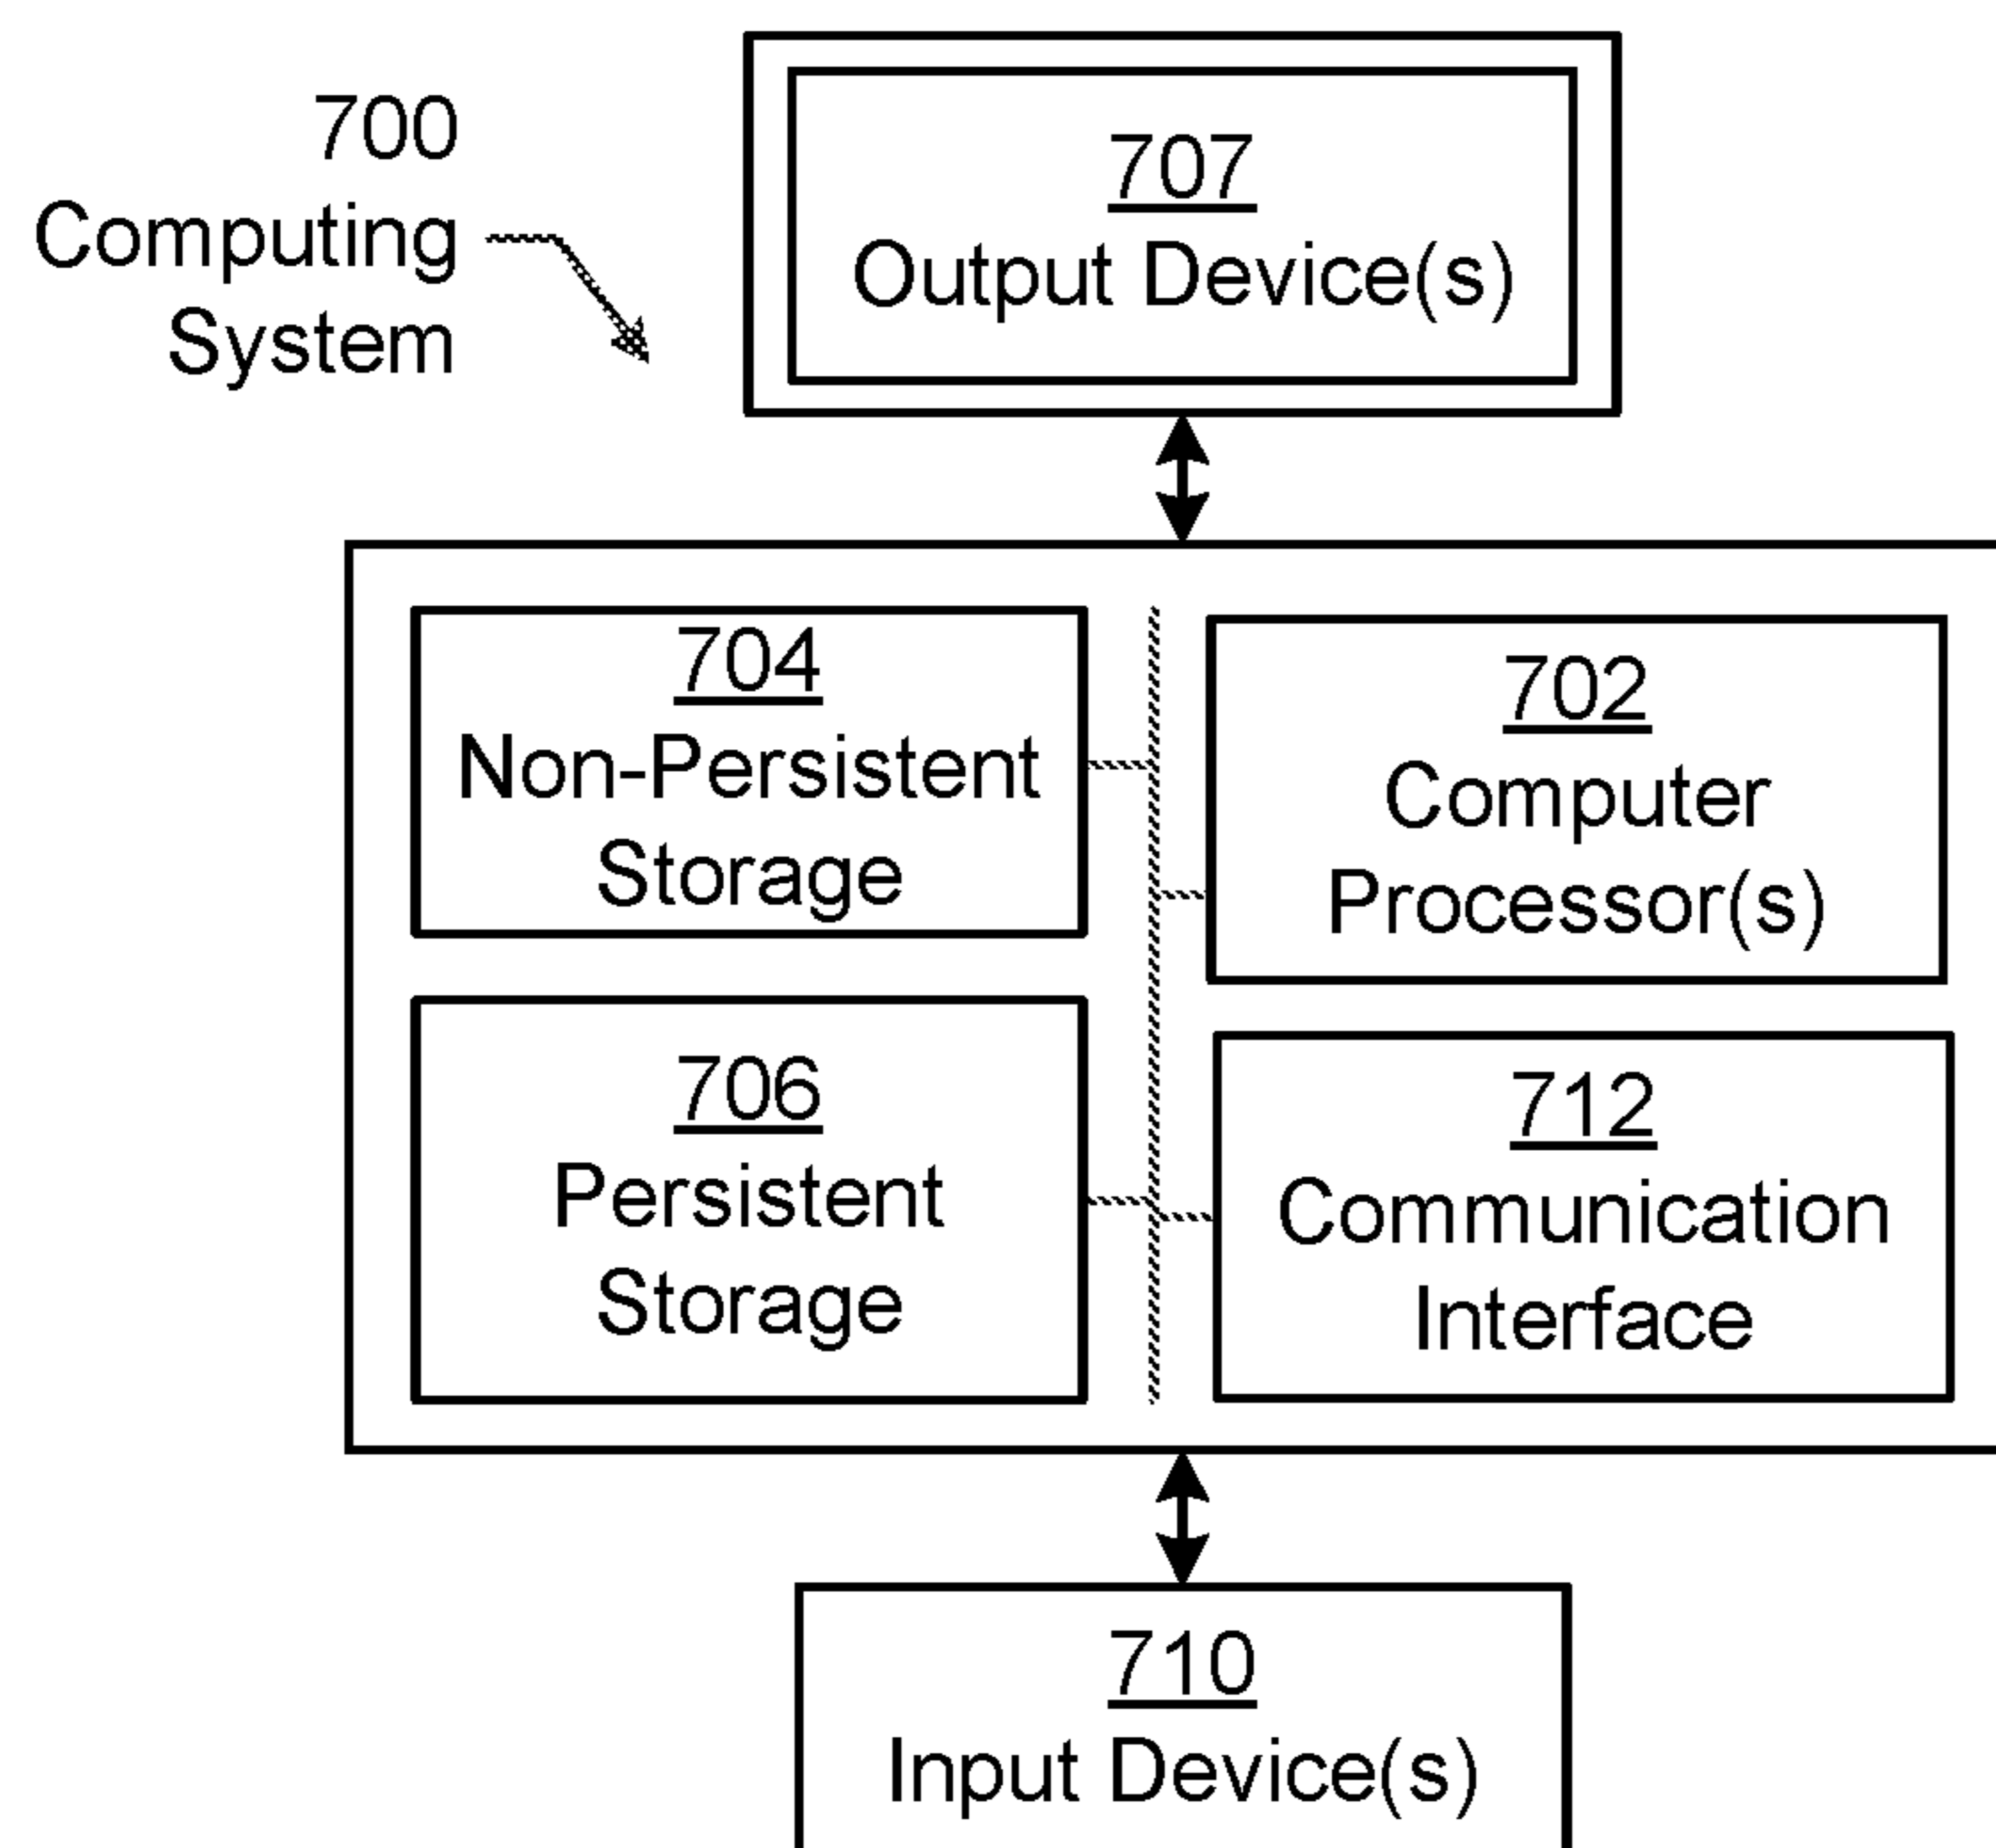 700
Computing
System
707
Output Device(s)
704
Non-Persistent
Storage
702
Computer
Processor(s)
706
Persistent
Storage
712
Communication
Interface
710
Input Device(s)